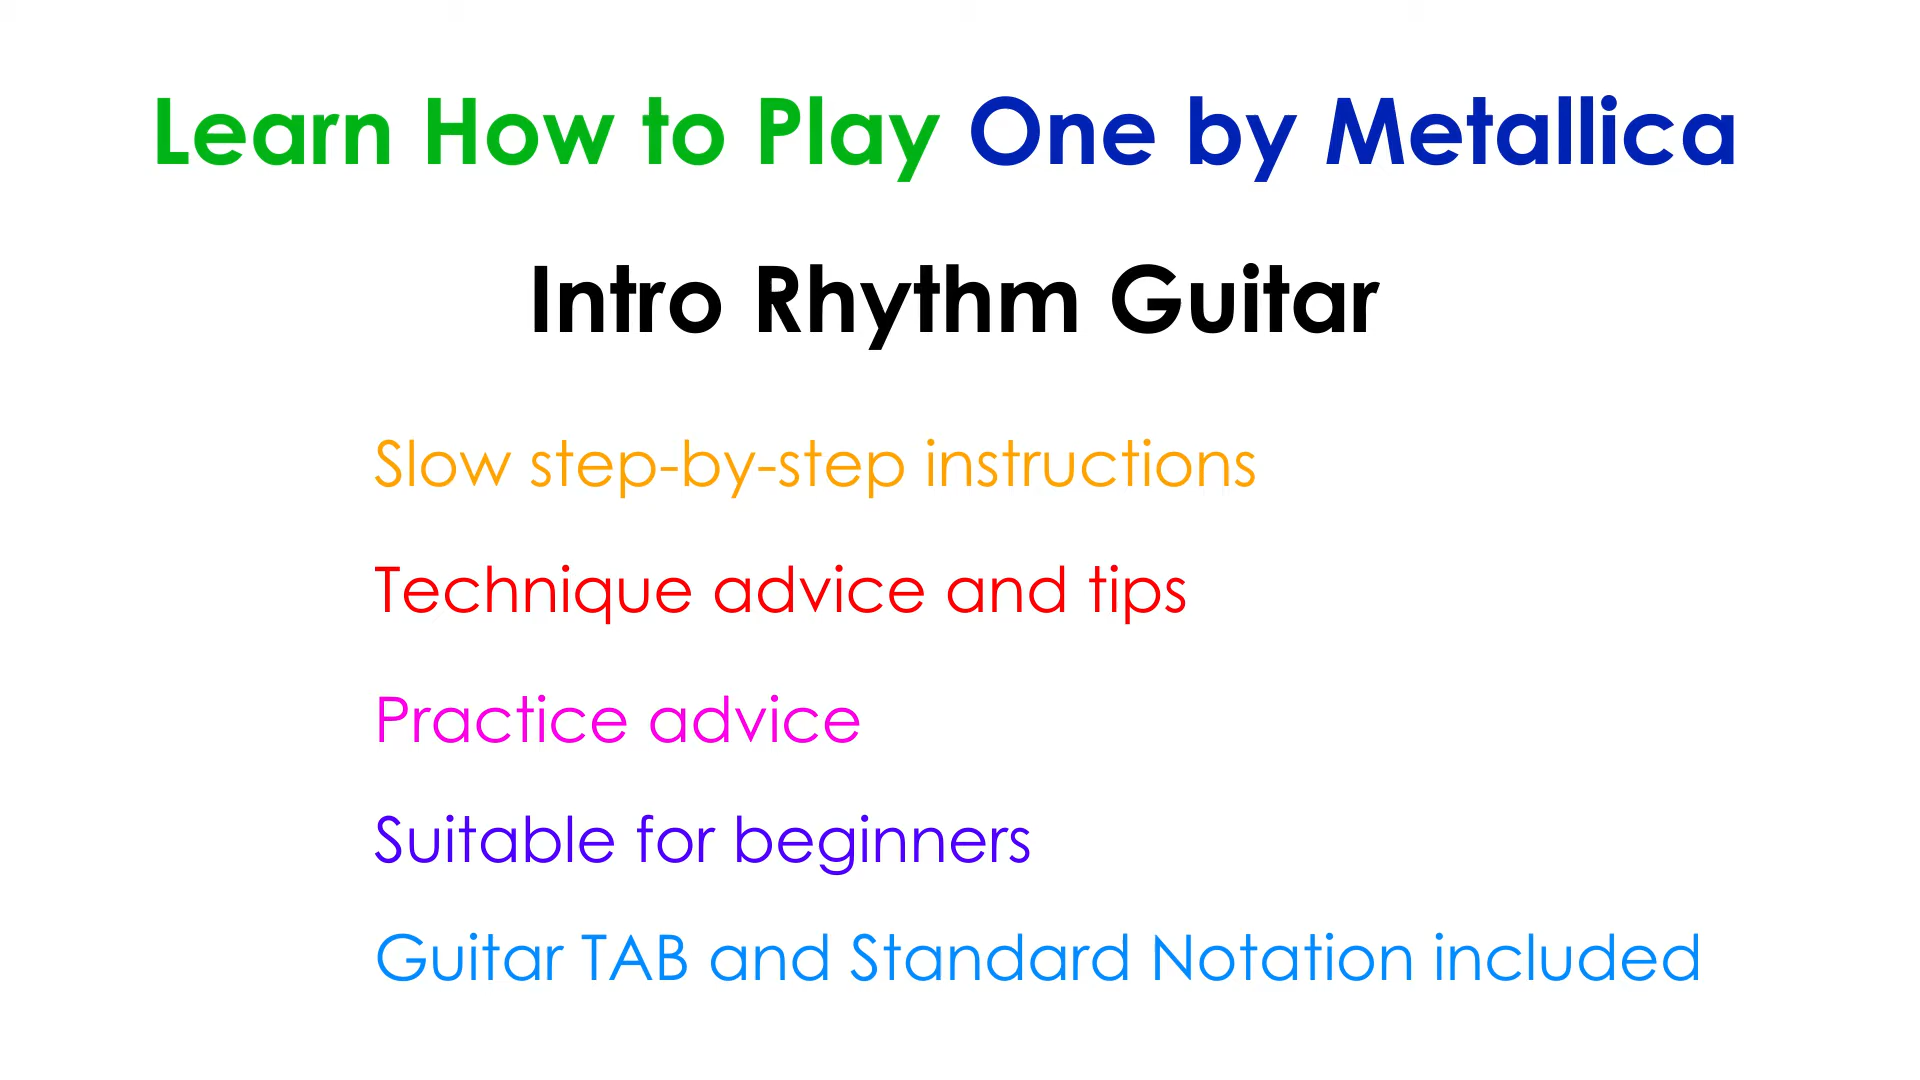 Learn How to Play One by Metallica
Intro Rhythm Guitar
Slow step-by-step instructions
Technique advice and tips
Practice advice
Suitable for beginners
Guitar TAB and Standard Notation included